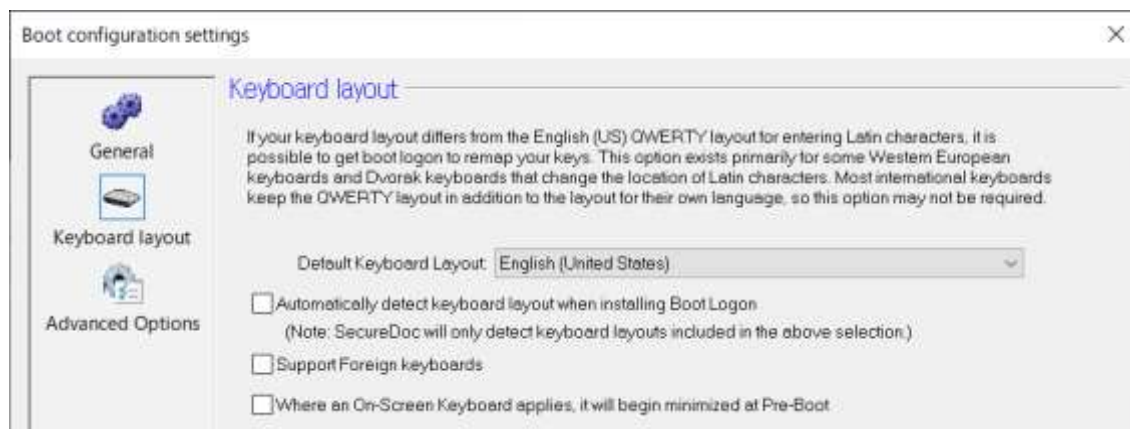 Boot configuration settings
General
Keyboard layout
Advanced Options
Keyboard layout
If your keyboard layout differs from the English (US) QWERTY layout for entering Latin characters, it is
possible to get boot logon to remap your keys. This option exists primarily for some Western European
keyboards and Dvorak keyboards that change the location of Latin characters. Most international keyboards
keep the QWERTY layout in addition to the layout for their own language, so this option may not be required.
Default Keyboard Layout: English (United States)
Automatically detect keyboard layout when installing Boot Logon
(Note: SecureDoc will only detect keyboard layouts included in the above selection.)
Support Foreign keyboards
Where an On-Screen Keyboard applies, it will begin minimized at Pre-Boot